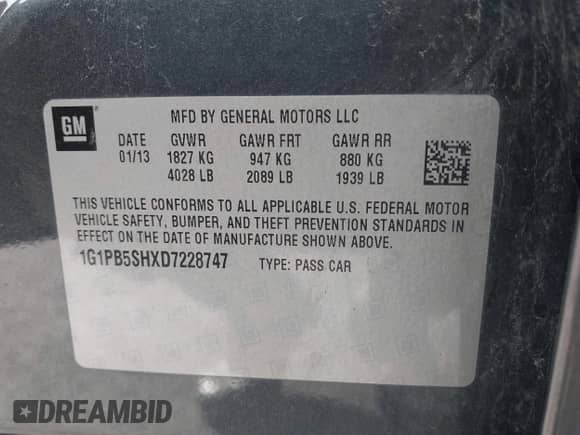 GM
MFD BY GENERAL MOTORS LLC
DATE GVWR GAWR FRT GAWR RR
01/13 1827 KG 947 KG 880 KG
4028 LB 2089 LB 1939 LB
THIS VEHICLE CONFORMS TO ALL APPLICABLE U.S. FEDERAL MOTOR
VEHICLE SAFETY, BUMPER, AND THEFT PREVENTION STANDARDS IN
EFFECT ON THE DATE OF MANUFACTURE SHOWN ABOVE.
1G1PB5SHXD7228747 TYPE: PASS CAR
DREAMBID